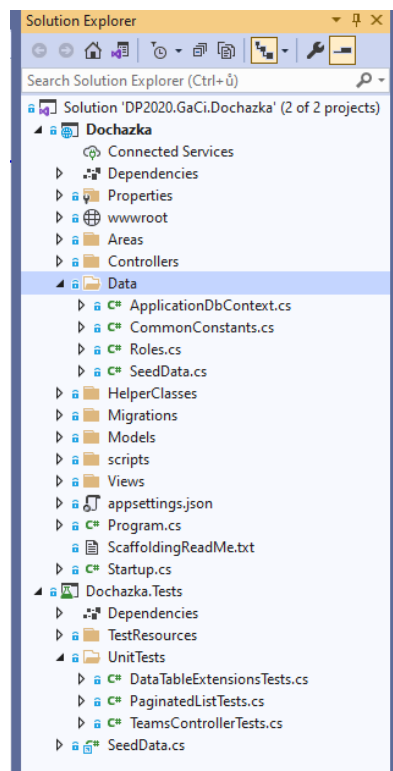 Solution Explorer
Search Solution Explorer (Ctrl+ů)
Solution 'DP2020.GaCi.Dochazka' (2 of 2 projects)
Dochazka
Connected Services
Dependencies
Properties
wwwroot
Areas
Controllers
Data
C# ApplicationDbContext.cs
C# CommonConstants.cs
C# Roles.cs
C# SeedData.cs
HelperClasses
Migrations
Models
scripts
Views
appsettings.json
C# Program.cs
ScaffoldingReadMe.txt
C# Startup.cs
Dochazka.Tests
Dependencies
TestResources
UnitTests
C# DataTableExtensionsTests.cs
C# PaginatedListTests.cs
C# TeamsControllerTests.cs
C# SeedData.cs